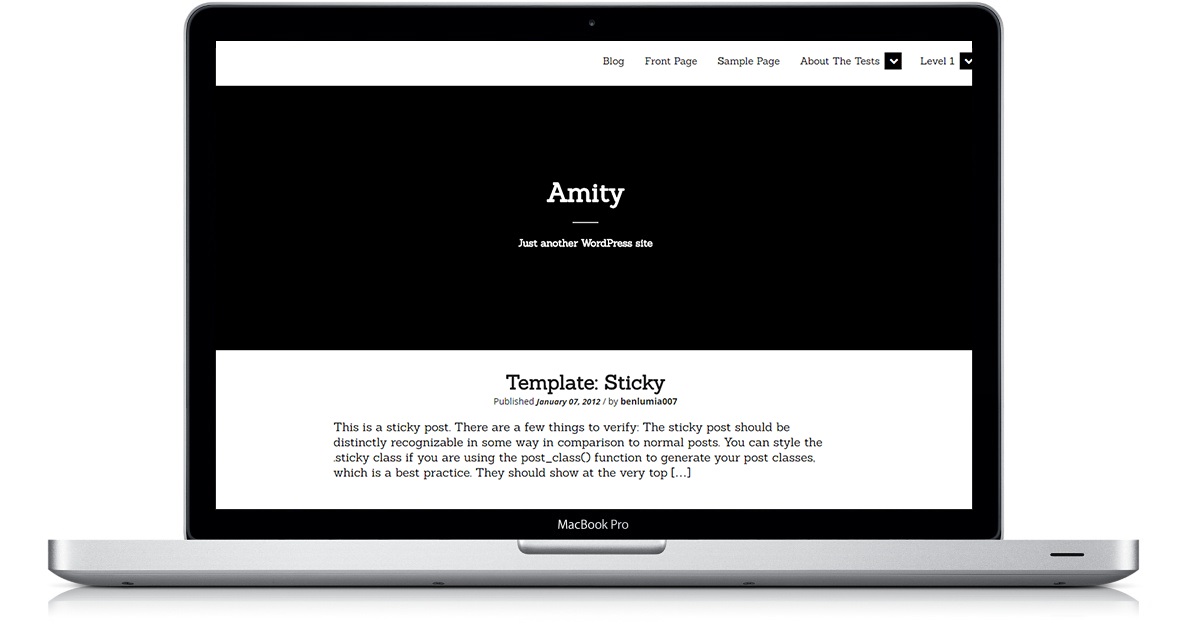 Blog Front Page Sample Page About The Tests Level 1
Amity
Just another WordPress site
Template: Sticky
Published January 07, 2012 / by benlumia007
This is a sticky post. There are a few things to verify: The sticky post should be
distinctly recognizable in some way in comparison to normal posts. You can style the
.sticky class if you are using the post_class() function to generate your post classes,
which is a best practice. They should show at the very top [...]
MacBook Pro